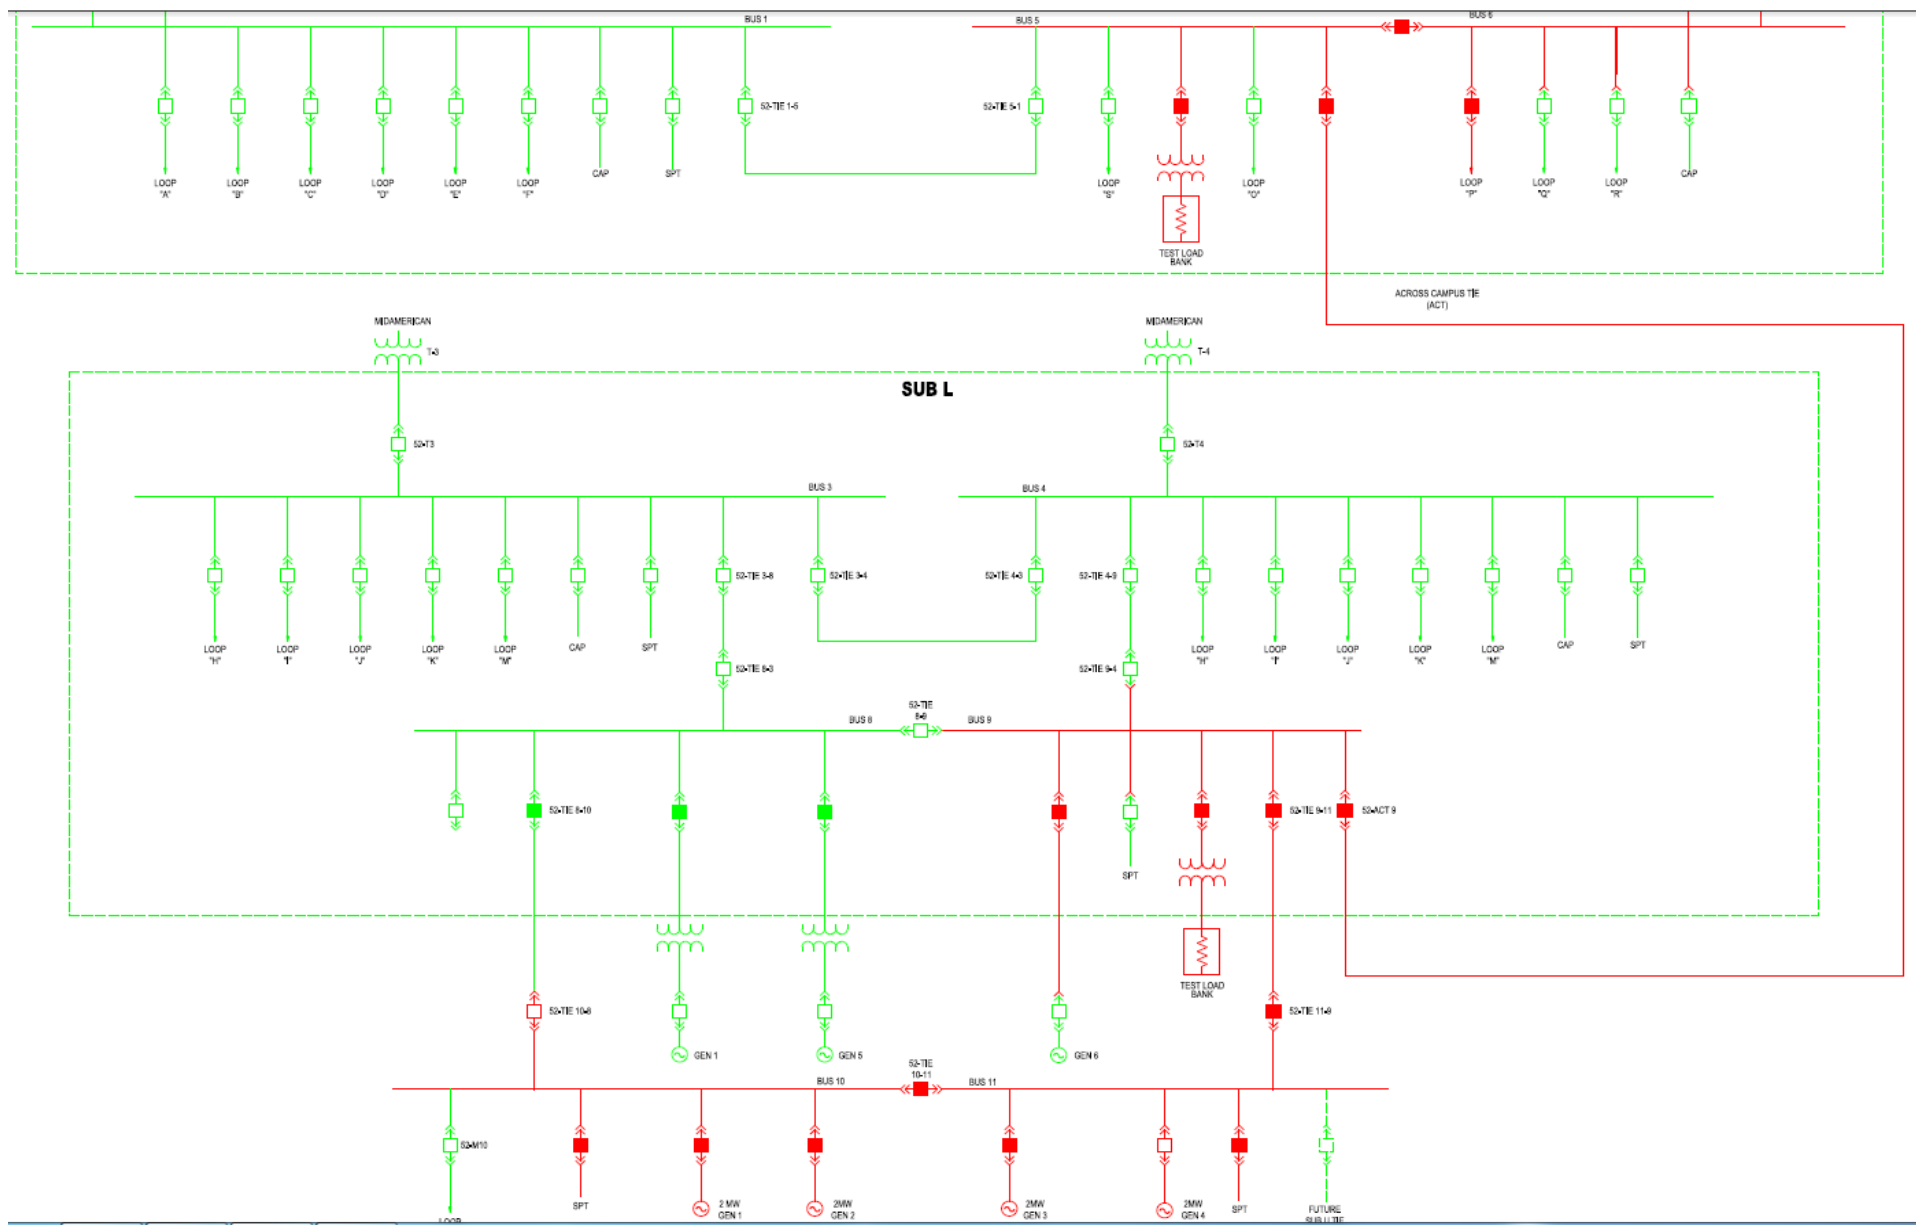 BUS 1
BUS 5
BUS 6
52-TIE 1-5
52-TIE 5-1
LOOP
"A"
LOOP
"B"
LOOP
"C"
LOOP
"D"
LOOP
"E"
LOOP
"F"
CAP
SPT
LOOP
"S"
LOOP
"O"
LOOP
"P"
LOOP
"Q"
LOOP
"R"
CAP
TEST LOAD
BANK
ACROSS CAMPUS TIE
(ACT)
MIDAMERICAN
T-3
MIDAMERICAN
T-4
SUB L
52-T3
52-T4
BUS 3
BUS 4
52-TIE 3-8
52-TIE 3-4
52-TIE 4-3
52-TIE 4-9
LOOP
"H"
LOOP
"I"
LOOP
"J"
LOOP
"K"
LOOP
"M"
CAP
SPT
LOOP
"H"
LOOP
"I"
LOOP
"J"
LOOP
"K"
LOOP
"M"
CAP
SPT
52-TIE 8-3
52-TIE 9-4
52-TIE
8-9
BUS 8
BUS 9
52-TIE 8-10
52-TIE 9-11
52-ACT 9
SPT
TEST LOAD
BANK
52-TIE 10-8
52-TIE 11-9
GEN 1
GEN 5
GEN 6
52-TIE
10-11
BUS 10
BUS 11
52-M10
SPT
2 MW
GEN 1
2MW
GEN 2
2MW
GEN 3
2MW
GEN 4
SPT
FUTURE
SUB U TIE
LOOP